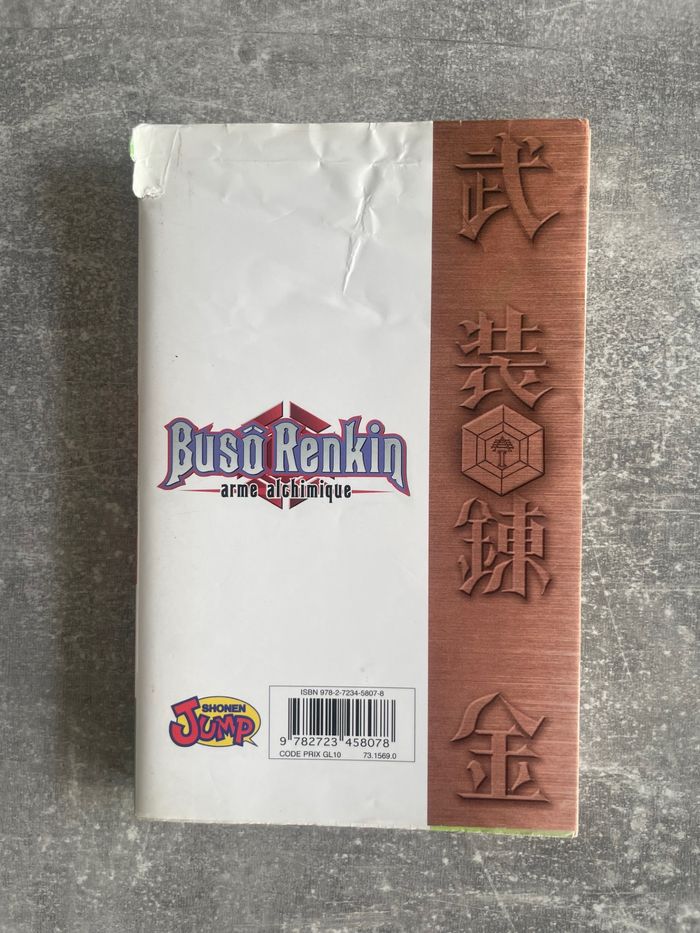 武装錬金
Busô Renkin
arme alchimique
SHONEN
JUMP
ISBN 978-2-7234-5807-8
9 782723 458078
CODE PRIX GL10 73.1569.0